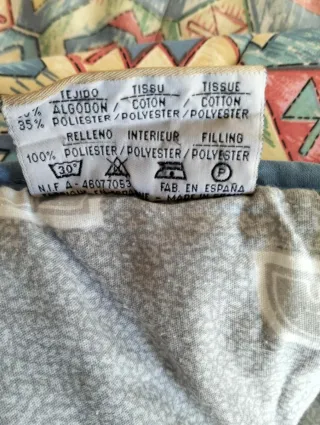 TEJIDO TISSU TISSUE
% ALGODON / COTON / COTTON
35% POLIESTER / POLYESTER / POLYESTER
RELLENO INTERIEUR FILLING
100% POLIESTER / POLYESTER / POLYESTER
30° P
N.I.F. A - 46077053 FAB. EN ESPAÑA